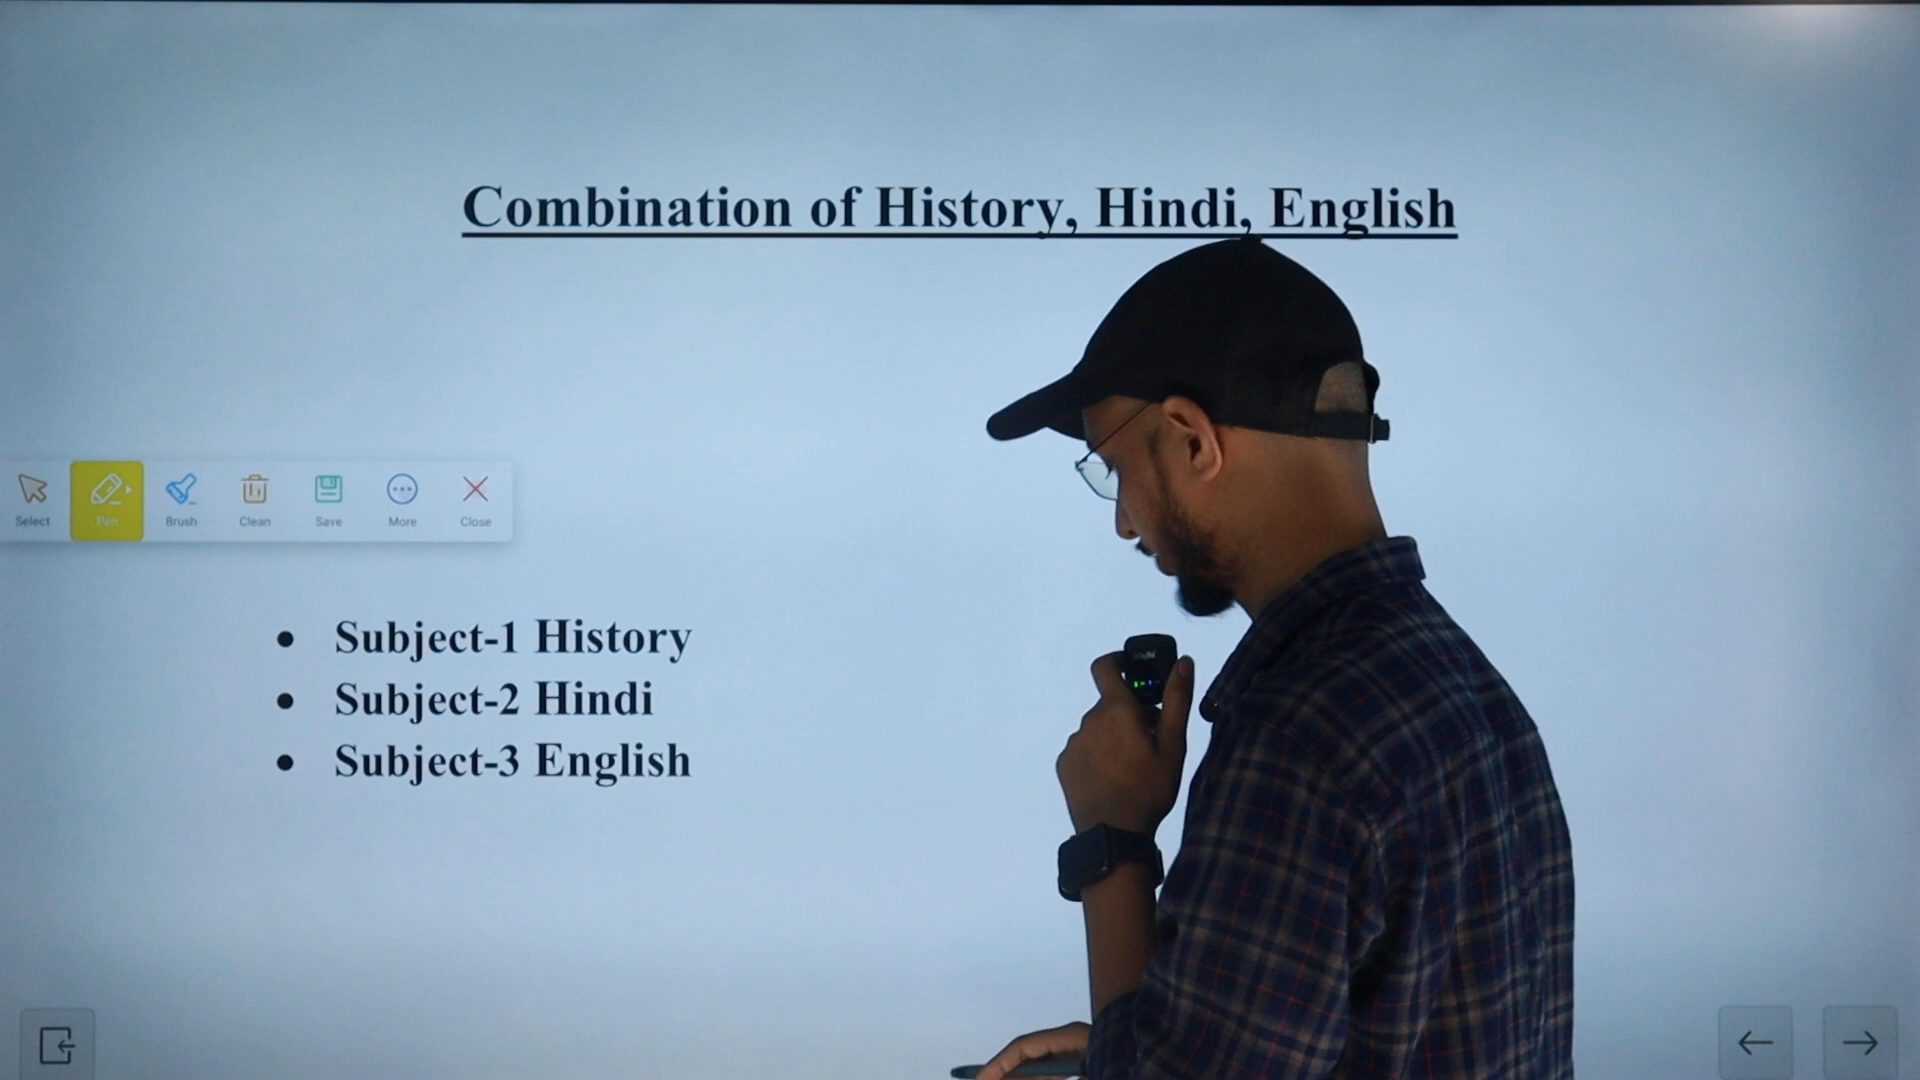 Combination of History, Hindi, English
Select Pen Brush Clean Save More Close
Subject-1 History
Subject-2 Hindi
Subject-3 English